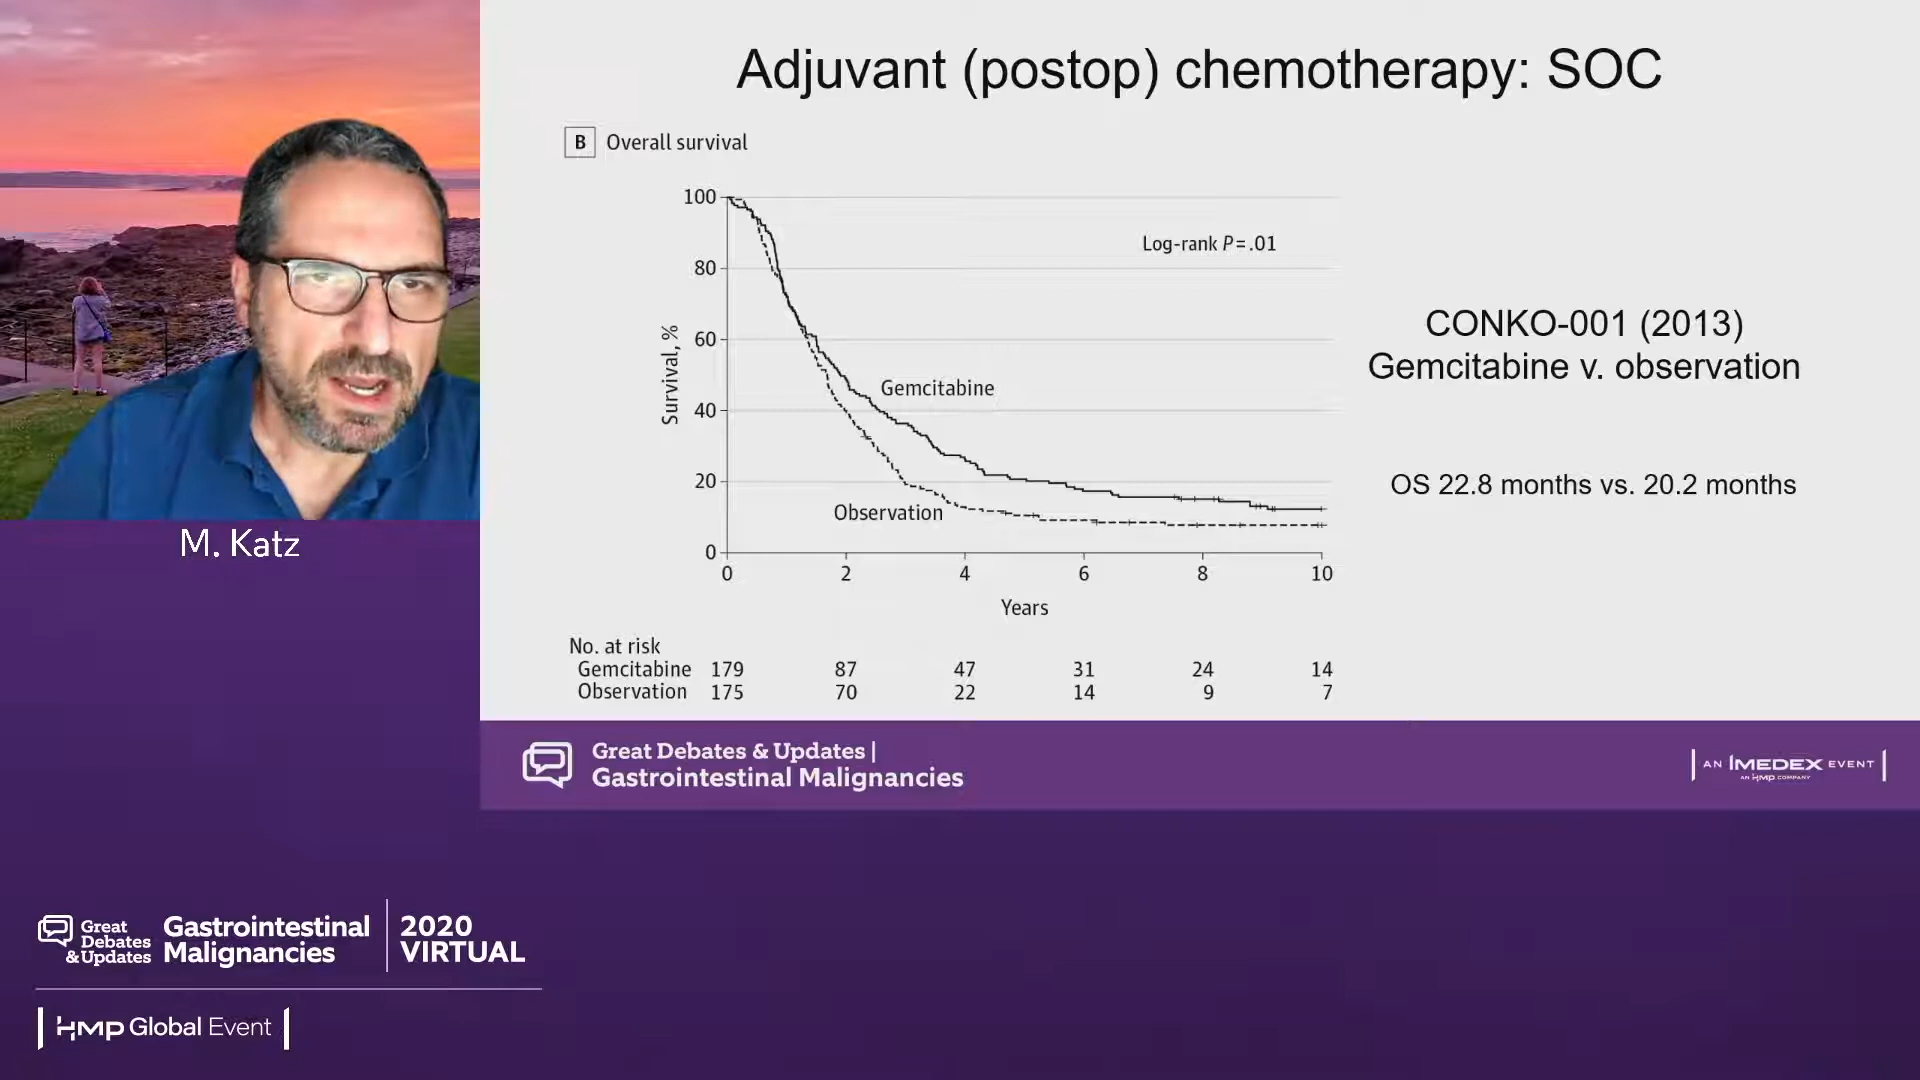 Adjuvant (postop) chemotherapy: SOC
B Overall survival
100
80
60
40
20
0
Survival, %
Log-rank P=.01
Gemcitabine
Observation
0 2 4 6 8 10
Years
No. at risk
Gemcitabine 179 87 47 31 24 14
Observation 175 70 22 14 9 7
CONKO-001 (2013)
Gemcitabine v. observation
OS 22.8 months vs. 20.2 months
M. Katz
Great Debates & Updates |
Gastrointestinal Malignancies
AN IMEDEX EVENT
AN HMP COMPANY
Great
Debates
& Updates
Gastrointestinal
Malignancies
2020
VIRTUAL
HMP Global Event